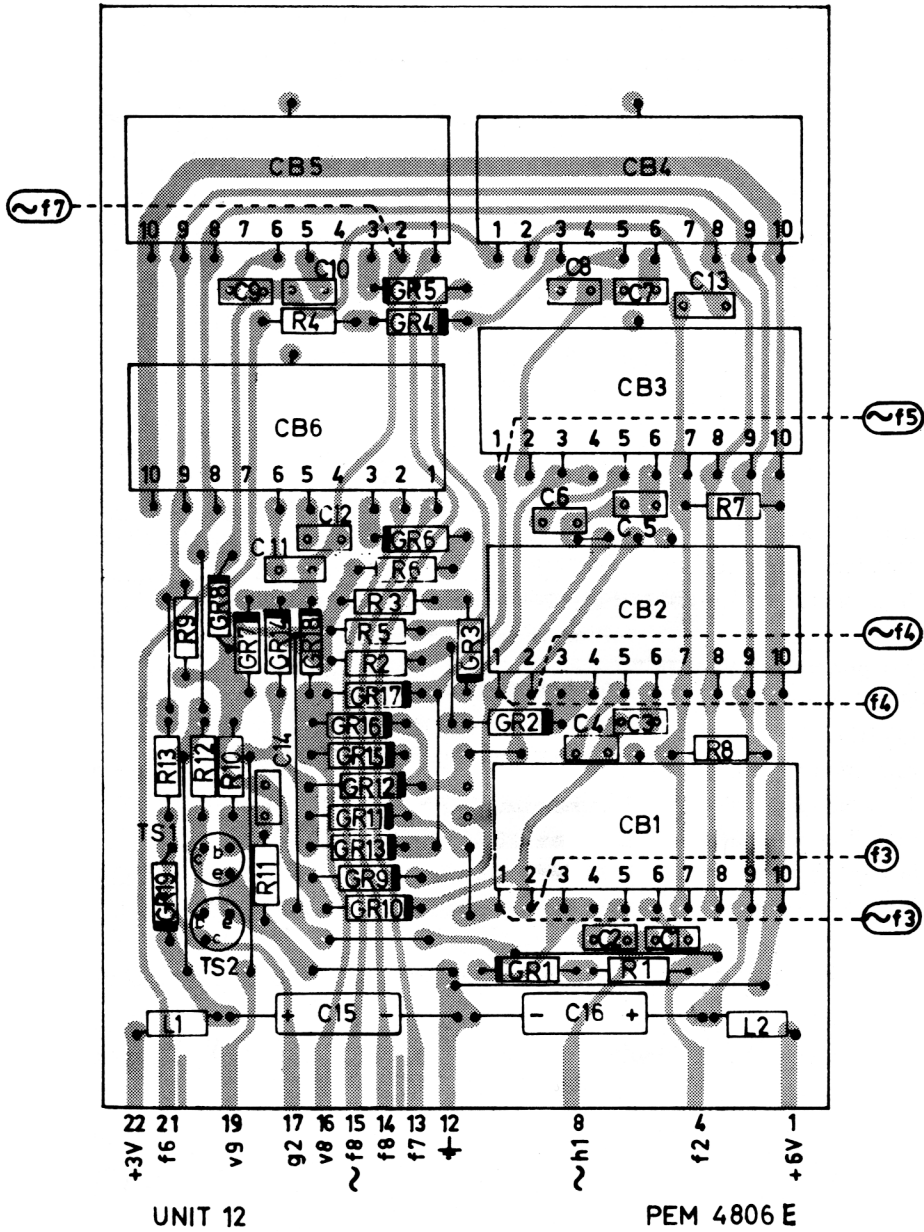 CB5
CB4
~f7
10 9 8 7 6 5 4 3 2 1
1 2 3 4 5 6 7 8 9 10
C9
C10
GR5
C8
C7
C13
R4
GR4
CB6
CB3
~f5
10 9 8 7 6 5 4 3 2 1
1 2 3 4 5 6 7 8 9 10
C6
C5
R7
C12
GR6
C11
R6
CB2
R9
GR8
GR7
GR14
GR18
R3
R5
R2
GR3
~f4
1 2 3 4 5 6 7 8 9 10
f4
GR17
GR16
GR2
C4
C3
R13
R12
R10
C14
GR15
R8
GR12
GR11
CB1
TS1
c b e
R11
GR13
f3
GR19
GR9
1 2 3 4 5 6 7 8 9 10
GR10
~f3
b e c
TS2
C2
C1
GR1
R1
L1
+ C15 -
- C16 +
L2
22 21 19 17 16 15 14 13 12 8 4 1
+3V f6 v9 g2 v8 ~f8 f8 f7 ~h1 f2 +6V
UNIT 12
PEM 4806 E